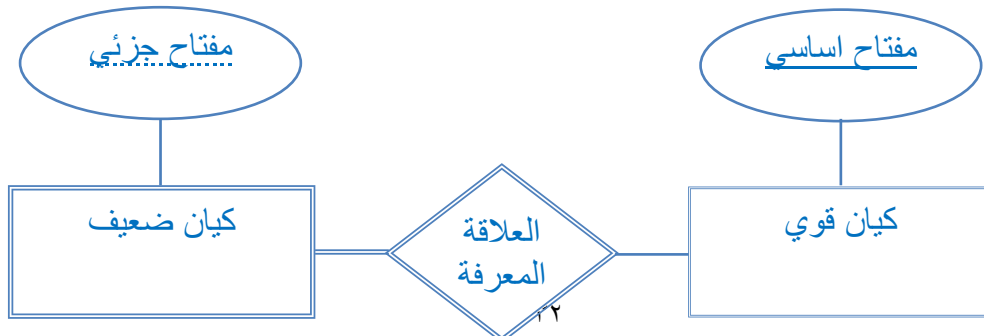 مفتاح اساسي
مفتاح جزئي
كيان قوي
العلاقة
المعرفة
كيان ضعيف